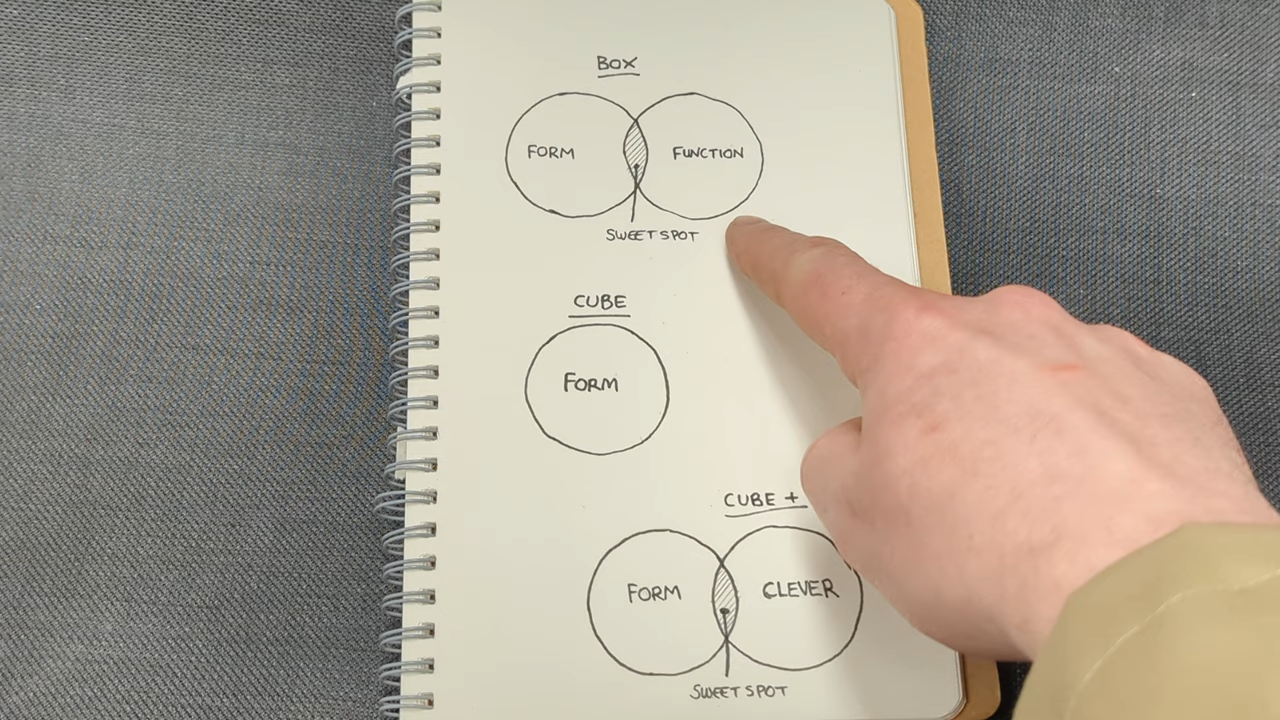 BOX
FORM FUNCTION
SWEET SPOT
CUBE
FORM
CUBE +
FORM CLEVER
SWEET SPOT